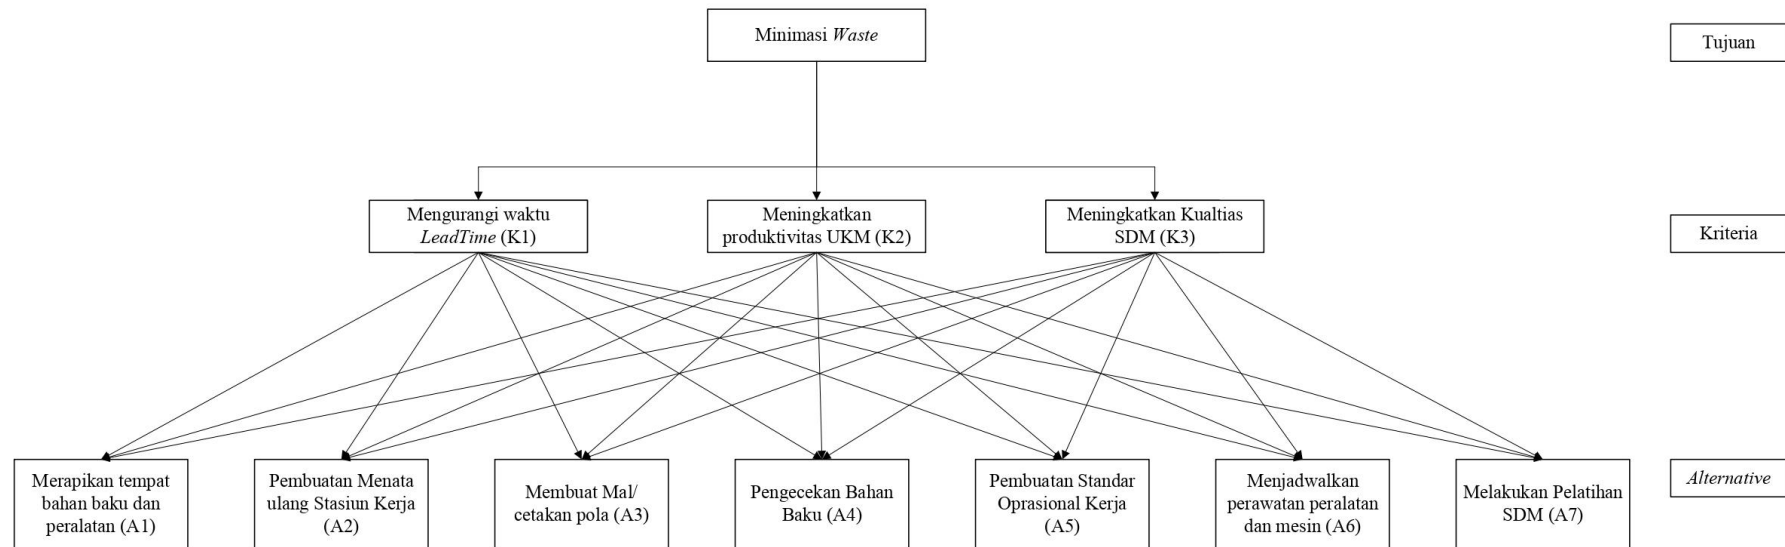 Minimasi Waste
Tujuan
Mengurangi waktu
LeadTime (K1)
Meningkatkan
produktivitas UKM (K2)
Meningkatkan Kualtias
SDM (K3)
Kriteria
Merapikan tempat
bahan baku dan
peralatan (A1)
Pembuatan Menata
ulang Stasiun Kerja
(A2)
Membuat Mal/
cetakan pola (A3)
Pengecekan Bahan
Baku (A4)
Pembuatan Standar
Oprasional Kerja
(A5)
Menjadwalkan
perawatan peralatan
dan mesin (A6)
Melakukan Pelatihan
SDM (A7)
Alternative